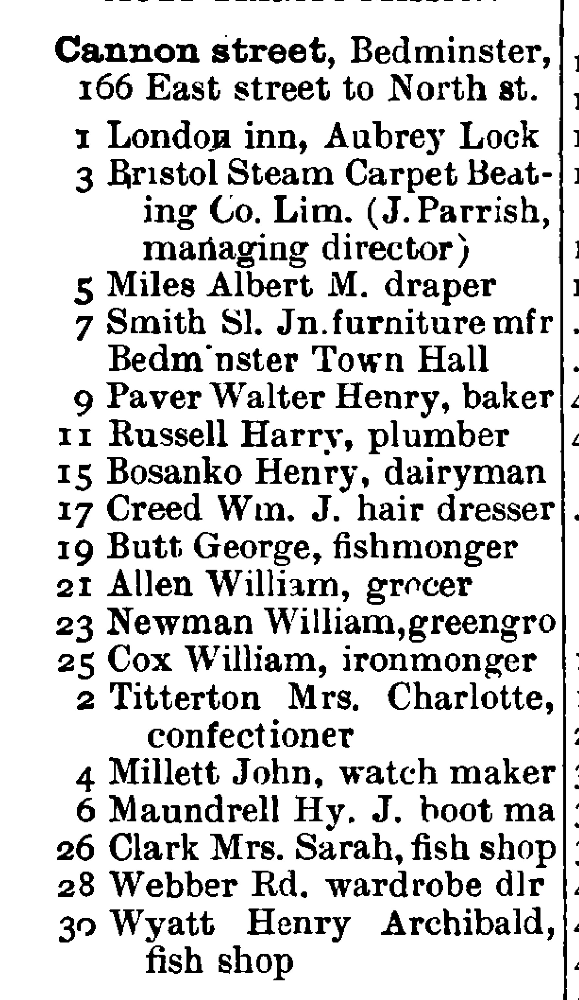 Cannon street, Bedminster,
166 East street to North st.
1 London inn, Aubrey Lock
3 Bristol Steam Carpet Beat-
ing Co. Lim. (J. Parrish,
managing director)
5 Miles Albert M. draper
7 Smith Sl. Jn. furniture mfr
Bedminster Town Hall
9 Paver Walter Henry, baker
11 Russell Harry, plumber
15 Bosanko Henry, dairyman
17 Creed Wm. J. hair dresser
19 Butt George, fishmonger
21 Allen William, grocer
23 Newman William, greengro
25 Cox William, ironmonger
2 Titterton Mrs. Charlotte,
confectioner
4 Millett John, watch maker
6 Maundrell Hy. J. boot ma
26 Clark Mrs. Sarah, fish shop
28 Webber Rd. wardrobe dlr
30 Wyatt Henry Archibald,
fish shop